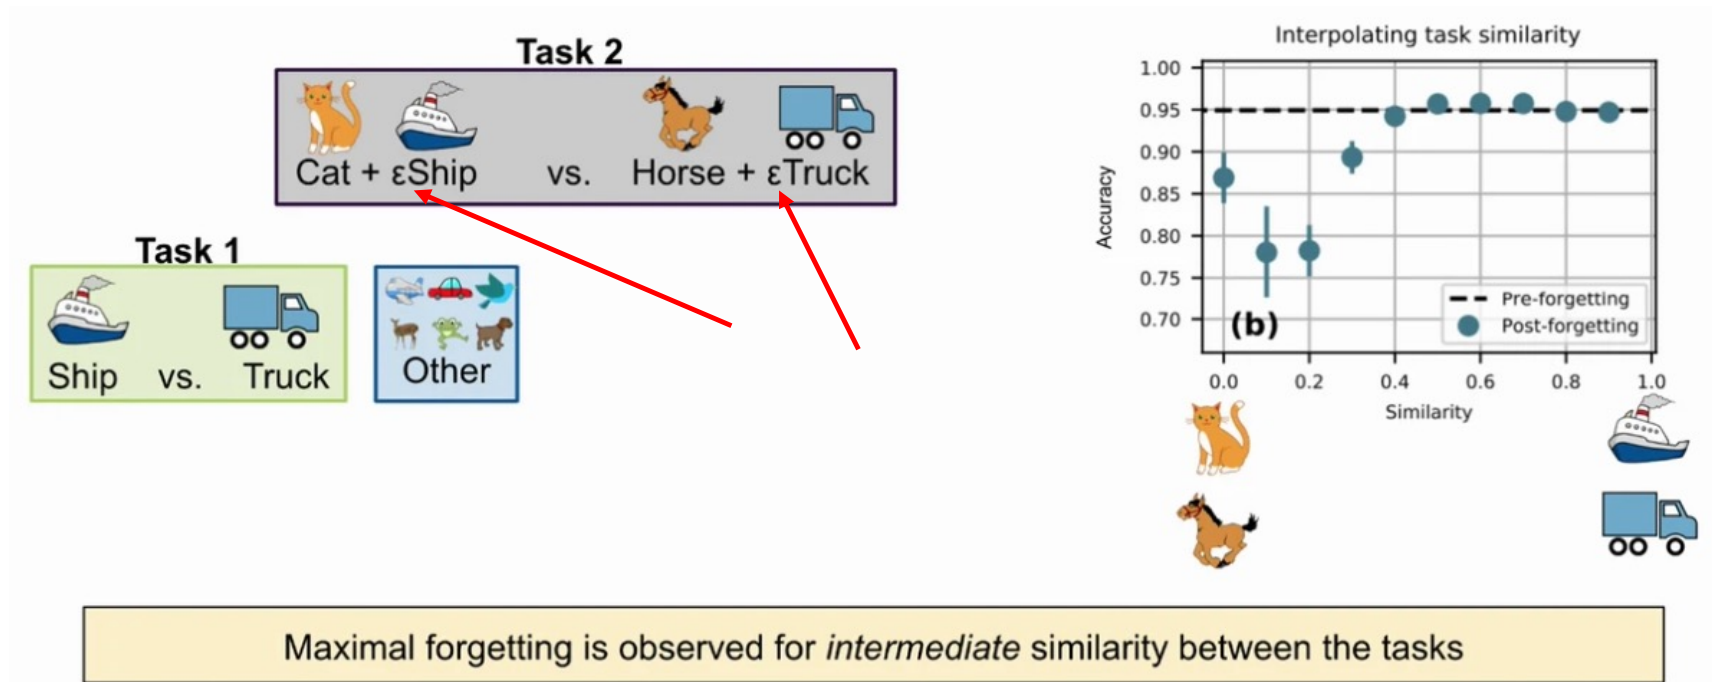 Task 2
Cat + εShip vs. Horse + εTruck
Task 1
Ship vs. Truck
Other
Interpolating task similarity
Accuracy
1.00
0.95
0.90
0.85
0.80
0.75
0.70
(b)
Pre-forgetting
Post-forgetting
0.0 0.2 0.4 0.6 0.8 1.0
Similarity
Maximal forgetting is observed for intermediate similarity between the tasks